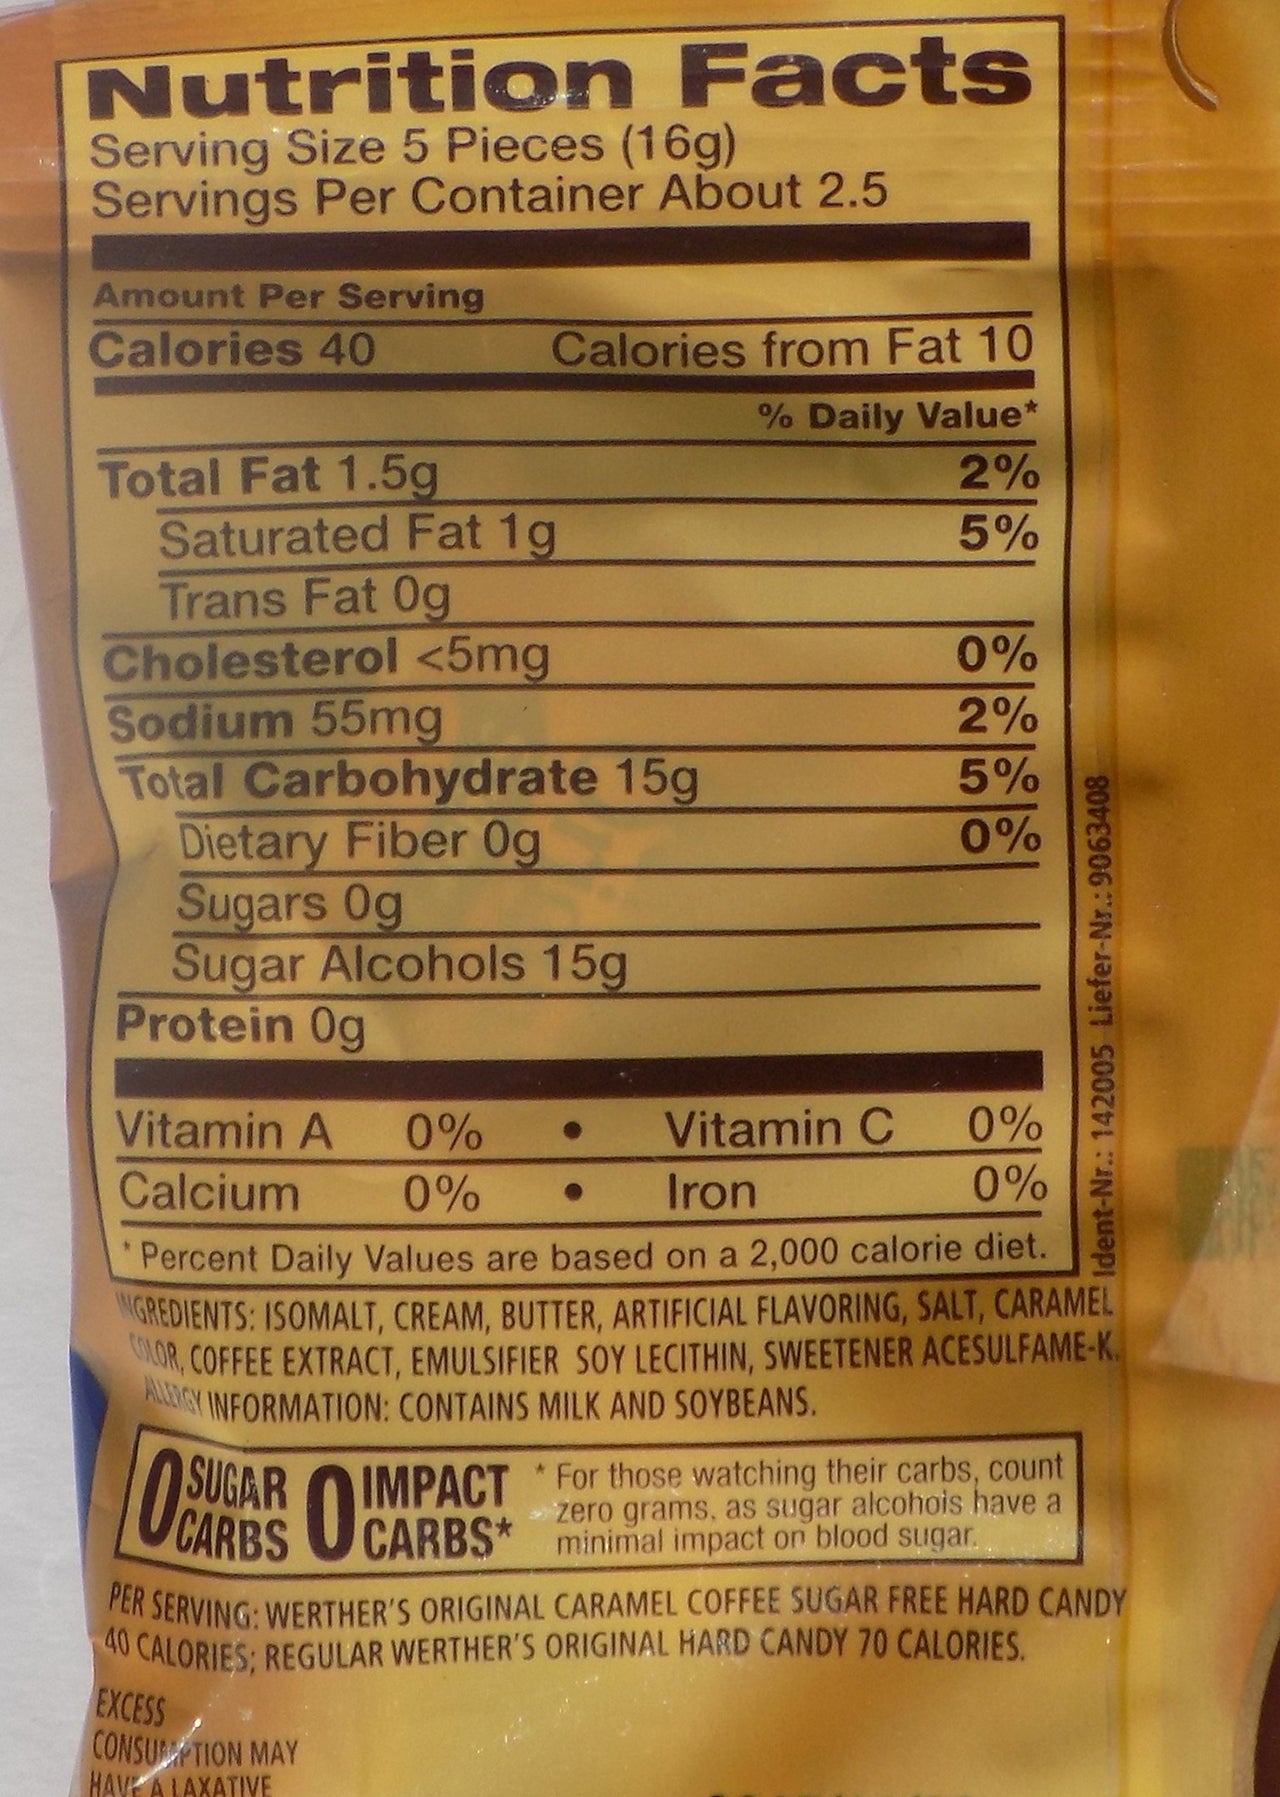 Nutrition Facts
Serving Size 5 Pieces (16g)
Servings Per Container About 2.5
Amount Per Serving
Calories 40 Calories from Fat 10
% Daily Value*
Total Fat 1.5g 2%
Saturated Fat 1g 5%
Trans Fat 0g
Cholesterol <5mg 0%
Sodium 55mg 2%
Total Carbohydrate 15g 5%
Dietary Fiber 0g 0%
Sugars 0g
Sugar Alcohols 15g
Protein 0g
Vitamin A 0% • Vitamin C 0%
Calcium 0% • Iron 0%
* Percent Daily Values are based on a 2,000 calorie diet.
Ident-Nr.: 142005 Liefer-Nr.: 9063408
INGREDIENTS: ISOMALT, CREAM, BUTTER, ARTIFICIAL FLAVORING, SALT, CARAMEL
COLOR, COFFEE EXTRACT, EMULSIFIER SOY LECITHIN, SWEETENER ACESULFAME-K.
ALLERGY INFORMATION: CONTAINS MILK AND SOYBEANS.
0 SUGAR CARBS 0 IMPACT CARBS*
* For those watching their carbs, count
zero grams, as sugar alcohols have a
minimal impact on blood sugar.
PER SERVING: WERTHER'S ORIGINAL CARAMEL COFFEE SUGAR FREE HARD CANDY
40 CALORIES; REGULAR WERTHER'S ORIGINAL HARD CANDY 70 CALORIES.
EXCESS
CONSUMPTION MAY
HAVE A LAXATIVE